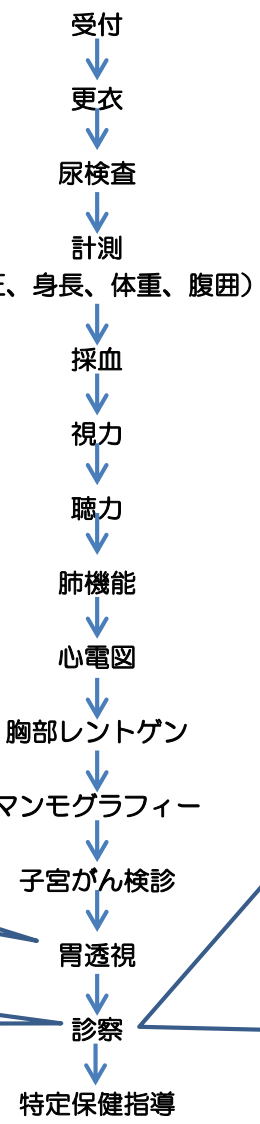 受付
更衣
尿検査
計測
、身長、体重、腹囲）
採血
視力
聴力
肺機能
心電図
胸部レントゲン
マンモグラフィー
子宮がん検診
胃透視
診察
特定保健指導